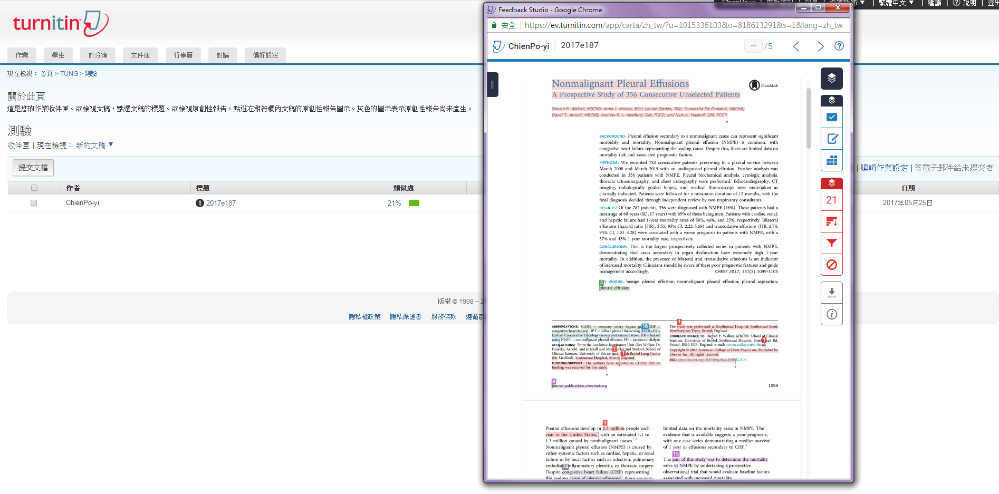 turnitin
作業
學生
計分簿
文件庫
行事曆
討論
偏好設定
現在檢視： 首頁 > TUNG > 測驗
關於此頁
這是您的作業收件匣。欲檢視文稿，點選文稿的標題。欲檢視原創性報告，點選在相符欄內文稿的原創性報告圖示。灰色的圖示表示原創性報告尚未產生。
測驗
收件匣 | 現在檢視： 新的文稿 ▼
提交文檔
| 編輯作業設定 | 寄電子郵件給未提交者
作者
標題
類似處
日期
ChienPo-yi
2017e187
21%
2017年05月25日
版權 © 1998 –
隱私權政策
隱私保證書
服務條款
繁體中文 ▼ | 建議 | 說明 |
Feedback Studio - Google Chrome
安全 | https://ev.turnitin.com/app/carta/zh_tw/?u=1015336103&o=818613291&s=1&lang=zh_tw
ChienPo-yi | 2017e187
-- /5
Nonmalignant Pleural Effusions
A Prospective Study of 356 Consecutive Unselected Patients
CrossMark
Steven P. Walker, MBChB; Anna J. Morley, BSc; Louise Stadon, BSc; Duneesha De Fonseka, MBChB;
David T. Arnold, MBChB; Andrew R. L. Medford, DM, FCCP; and Nick A. Maskell, DM, FCCP
BACKGROUND: Pleural effusion secondary to a nonmalignant cause can represent significant
morbidity and mortality. Nonmalignant pleural effusion (NMPE) is common, with
congestive heart failure representing the leading cause. Despite this, there are limited data on
mortality risk and associated prognostic factors.
METHODS: We recruited 782 consecutive patients presenting to a pleural service between
March 2008 and March 2015 with an undiagnosed pleural effusion. Further analysis was
conducted in 356 patients with NMPE. Pleural biochemical analysis, cytologic analysis,
thoracic ultrasonography, and chest radiography were performed. Echocardiography, CT
imaging, radiologically guided biopsy, and medical thoracoscopy were undertaken as
clinically indicated. Patients were followed for a minimum duration of 12 months, with the
final diagnosis decided through independent review by two respiratory consultants.
RESULTS: Of the 782 patients, 356 were diagnosed with NMPE (46%). These patients had a
mean age of 68 years (SD, 17 years) with 69% of them being men. Patients with cardiac, renal,
and hepatic failure had 1-year mortality rates of 50%, 46%, and 25%, respectively. Bilateral
effusions (hazard ratio [HR], 3.55; 95% CI, 2.22-5.68) and transudative effusions (HR, 2.78;
95% CI, 1.81-4.28) were associated with a worse prognosis in patients with NMPE, with a
57% and 43% 1-year mortality rate, respectively.
CONCLUSIONS: This is the largest prospectively collected series in patients with NMPE,
demonstrating that cases secondary to organ dysfunction have extremely high 1-year
mortality. In addition, the presence of bilateral and transudative effusions is an indicator
of increased mortality. Clinicians should be aware of these poor prognostic features and guide
management accordingly. CHEST 2017; 151(5):1099-1105
5 Y WORDS: benign pleural effusion; nonmalignant pleural effusion; pleural aspiration;
pleural effusion
ABBREVIATIONS: CABG = coronary artery bypass 16 CHF =
congestive heart failure; DPT = diffuse pleural thickening; ECOG-PS =
Eastern Cooperative Oncology Group performance score; HR = hazard
ratio; NMPE = nonmalignant pleural effusion; PD = peritoneal dialysis
AFFILIATIONS: From the Academic Respiratory Unit (Drs Walker, De
Fonseka, Arnold, and Maskell and 1 Morley and Stadon), School of
Clinical Sciences, University of Bristol; and 1 North Bristol Lung Centre
(Dr Medford), Southmead Hospital, Bristol, England.
FUNDING/SUPPORT: The authors have reported to CHEST that no
funding was received for this study.
1
The study was performed at Southmead Hospital, Southmead Road,
Westbury-on-Trym, Bristol, England.
CORRESPONDENCE TO: Steven P. Walker, MBChB, School of Clinical
Sciences, University of Bristol, Southmead Hospital, 1 Rd,
Bristol, BS10 5NB, England; e-mail: steven.walker@nbt.nhs.uk
Copyright © 2016 American College of Chest Physicians. Published by
Elsevier Inc. All rights reserved.
DOI: http://dx.doi.org/10.1016/j.chest.2016.12.014
3
journal.publications.chestnet.org
1099
1
Pleural effusions develop in 1.5 million people each
year in the United States, with an estimated 1.1 to
1.3 million caused by nonmalignant causes.1,2
Nonmalignant pleural effusion (NMPE) is caused by
either systemic factors such as cardiac, hepatic, or renal
failure or by local factors such as infection, pulmonary
embolism, 24 inflammatory pleuritis, or thoracic surgery.
Despite congestive heart failure (CHF) representing
the leading cause of pleural effusions, there are very
limited data on the mortality rates in NMPE. The
evidence that is available suggests a poor prognosis,
with one case series demonstrating a median survival
of 1 year in effusions secondary to CHF.4
15
The aim of this study was to determine the mortality
rates in NMPE by undertaking a prospective
observational trial that would evaluate baseline factors
associated with increased mortality.
21